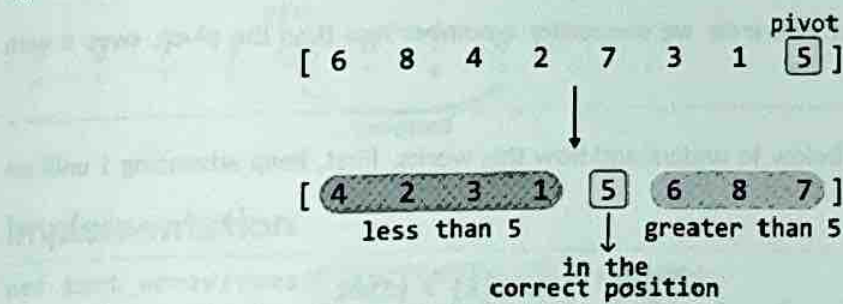 pivot
[ 6 8 4 2 7 3 1 5 ]
[ 4 2 3 1 5 6 8 7 ]
less than 5 greater than 5
in the
correct position